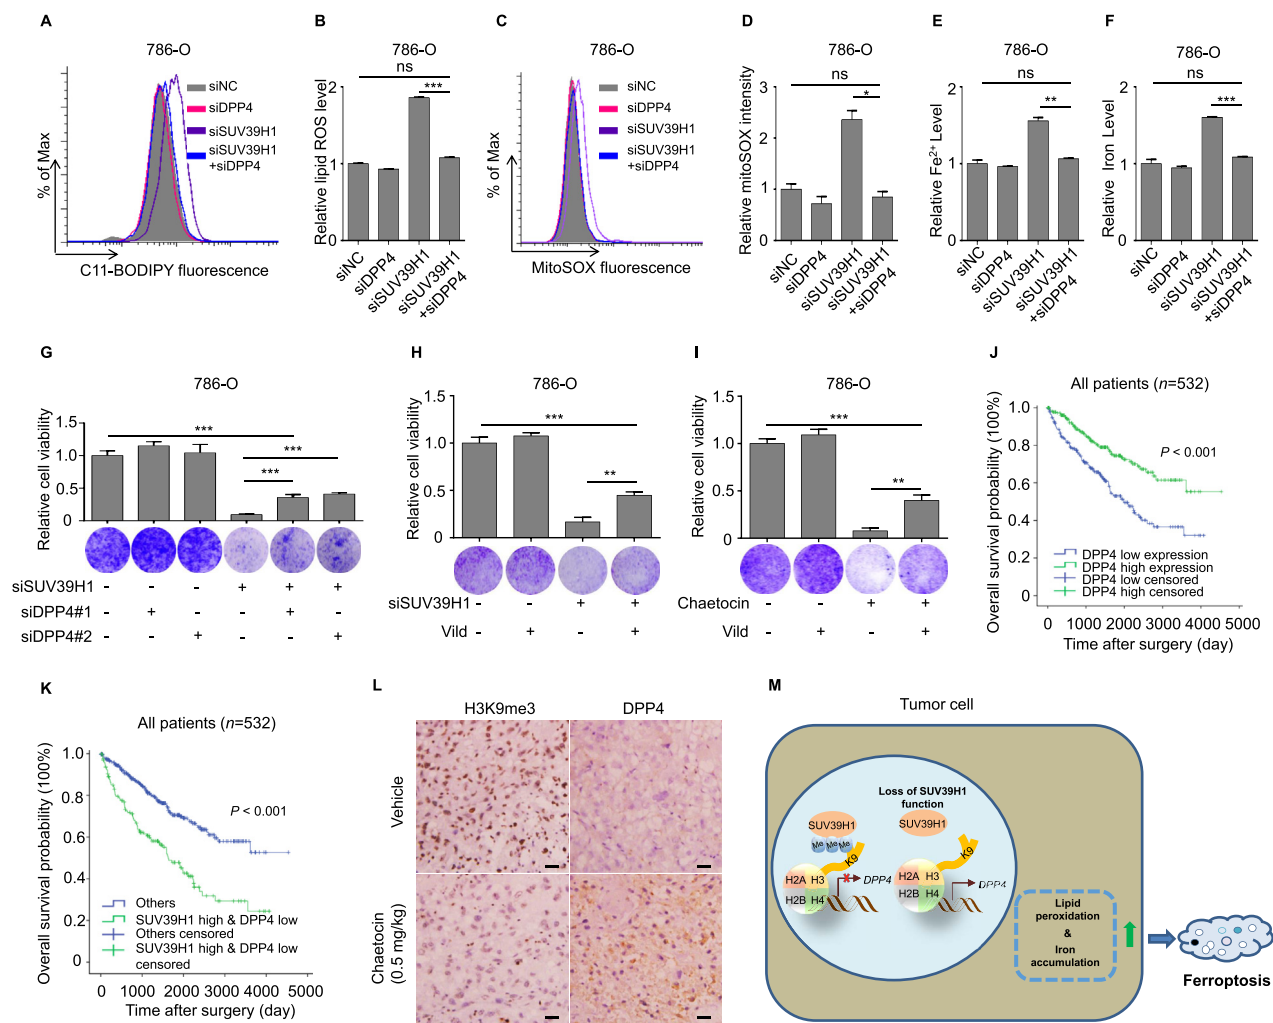 A
786-O
siNC
siDPP4
siSUV39H1
siSUV39H1
+siDPP4
% of Max
C11-BODIPY fluorescence
B
786-O
ns
***
Relative lipid ROS level
2
1
0
siNC
siDPP4
siSUV39H1
siSUV39H1
+siDPP4
C
786-O
siNC
siDPP4
siSUV39H1
siSUV39H1
+siDPP4
% of Max
MitoSOX fluorescence
D
786-O
ns
*
Relative mitoSOX intensity
3
2
1
0
siNC
siDPP4
siSUV39H1
siSUV39H1
+siDPP4
E
786-O
ns
**
Relative Fe2+ Level
2
1
0
siNC
siDPP4
siSUV39H1
siSUV39H1
+siDPP4
F
786-O
ns
***
Relative Iron Level
2
1
0
siNC
siDPP4
siSUV39H1
siSUV39H1
+siDPP4
G
786-O
Relative cell viability
1.5
1.0
0.5
0
***
***
***
siSUV39H1 - - - + + +
siDPP4#1 - + - - + -
siDPP4#2 - - + - - +
H
786-O
Relative cell viability
1.5
1.0
0.5
0.0
***
**
siSUV39H1 - - + +
Vild - + - +
I
786-O
Relative cell viability
1.5
1.0
0.5
0.0
***
**
Chaetocin - - + +
Vild - + - +
J
All patients (n=532)
Overall survival probability (100%)
1.0
0.8
0.6
0.4
0.2
0
P < 0.001
DPP4 low expression
DPP4 high expression
DPP4 low censored
DPP4 high censored
0 1000 2000 3000 4000 5000
Time after surgery (day)
K
All patients (n=532)
Overall survival probability (100%)
1.0
0.8
0.6
0.4
0.2
0
P < 0.001
Others
SUV39H1 high & DPP4 low
Others censored
SUV39H1 high & DPP4 low
censored
0 1000 2000 3000 4000 5000
Time after surgery (day)
L
H3K9me3 DPP4
Vehicle
Chaetocin
(0.5 mg/kg)
M
Tumor cell
Loss of SUV39H1
function
SUV39H1
Me Me Me
K9
H2A H3
H2B H4
DPP4
SUV39H1
K9
H2A H3
H2B H4
DPP4
Lipid
peroxidation
&
Iron
accumulation
Ferroptosis